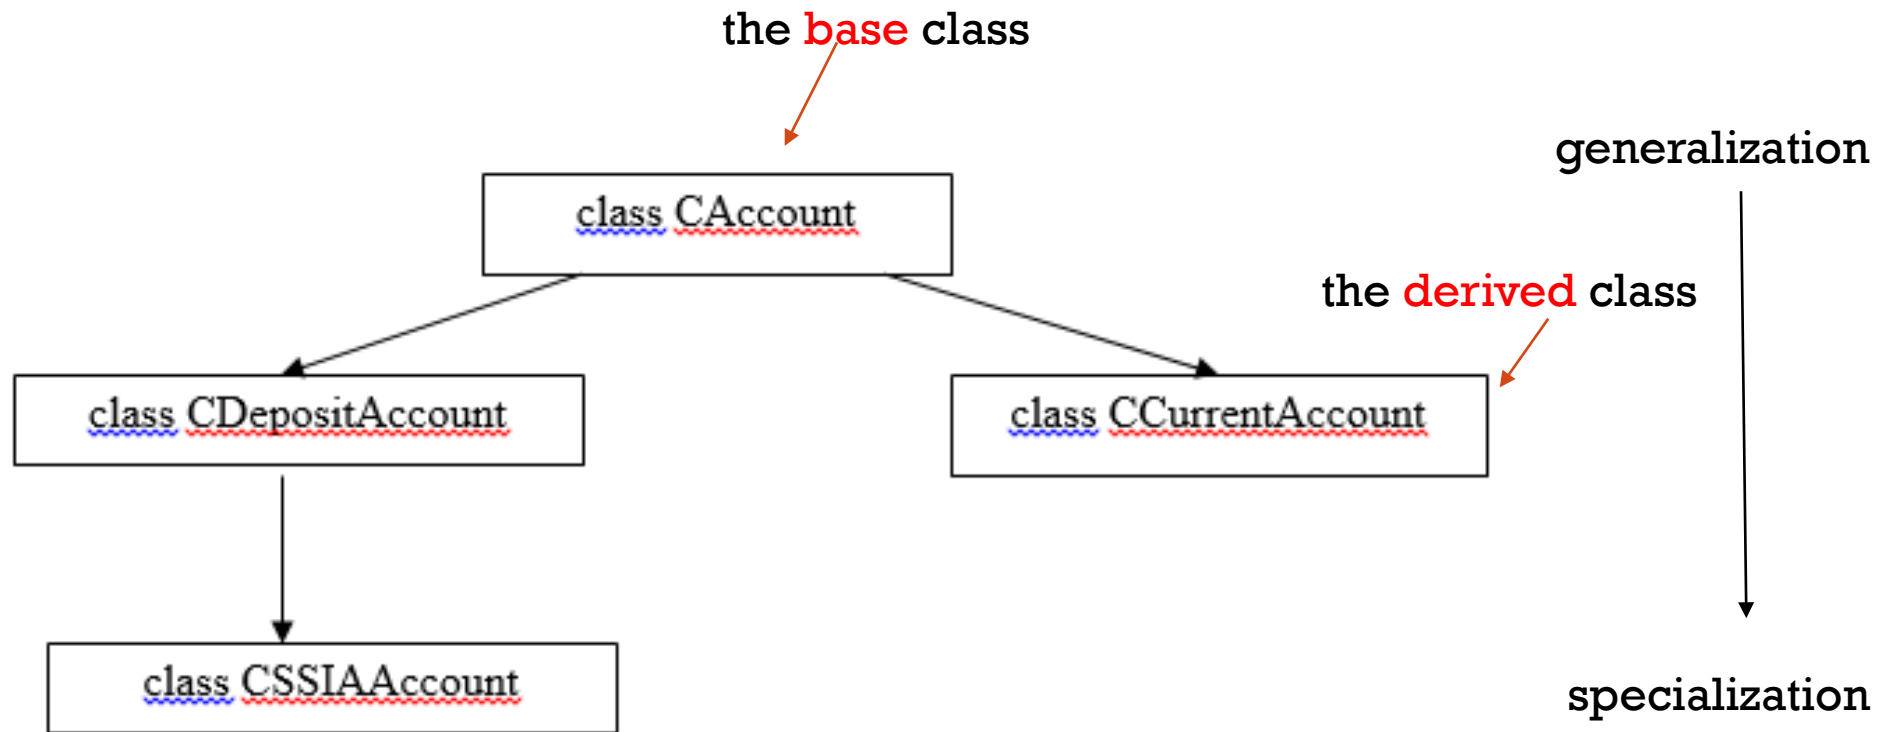 the base class
generalization
class CAccount
the derived class
class CDepositAccount
class CCurrentAccount
class CSSIAAccount
specialization